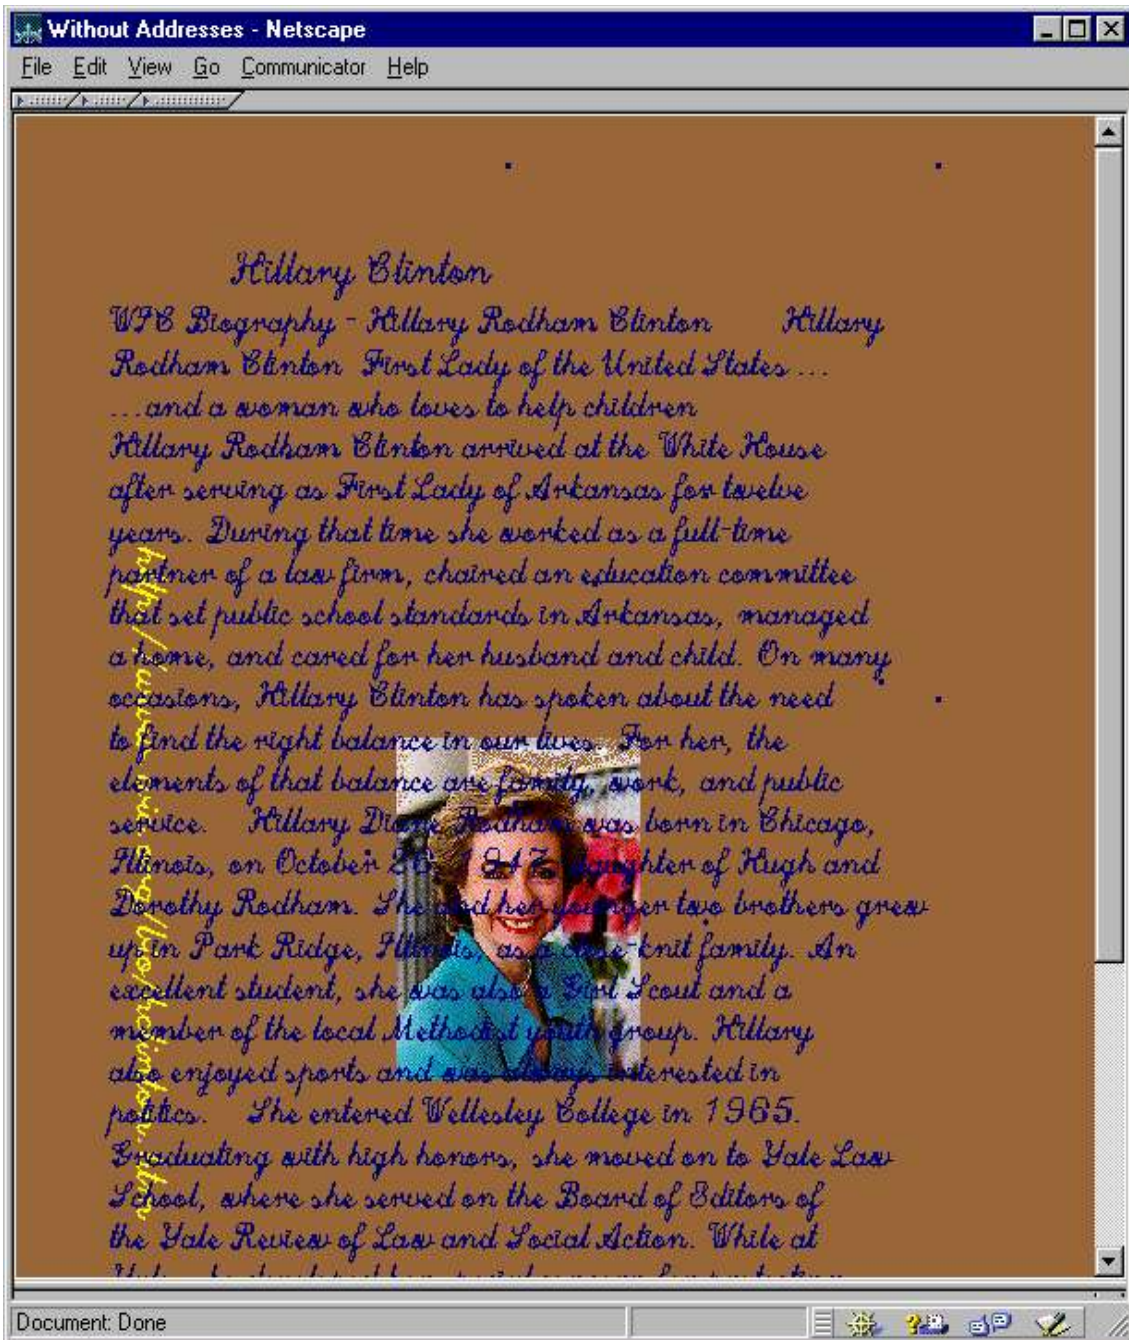 Without Addresses - Netscape
File Edit View Go Communicator Help
Hillary Clinton
WIC Biography - Hillary Rodham Clinton Hillary
Rodham Clinton First Lady of the United States ...
...and a woman who loves to help children
Hillary Rodham Clinton arrived at the White House
after serving as First Lady of Arkansas for twelve
years. During that time she worked as a full-time
partner of a law firm, chaired an education committee
that set public school standards in Arkansas, managed
a home, and cared for her husband and child. On many
occasions, Hillary Clinton has spoken about the need
to find the right balance in our lives. For her, the
elements of that balance are family, work, and public
service. Hillary Diane Rodham was born in Chicago,
Illinois, on October 26, 1947, daughter of Hugh and
Dorothy Rodham. She and her younger two brothers grew
up in Park Ridge, Illinois, as a close-knit family. An
excellent student, she was also a Girl Scout and a
member of the local Methodist youth group. Hillary
also enjoyed sports and was always interested in
politics. She entered Wellesley College in 1965.
Graduating with high honors, she moved on to Yale Law
School, where she served on the Board of Editors of
the Yale Review of Law and Social Action. While at
Document: Done